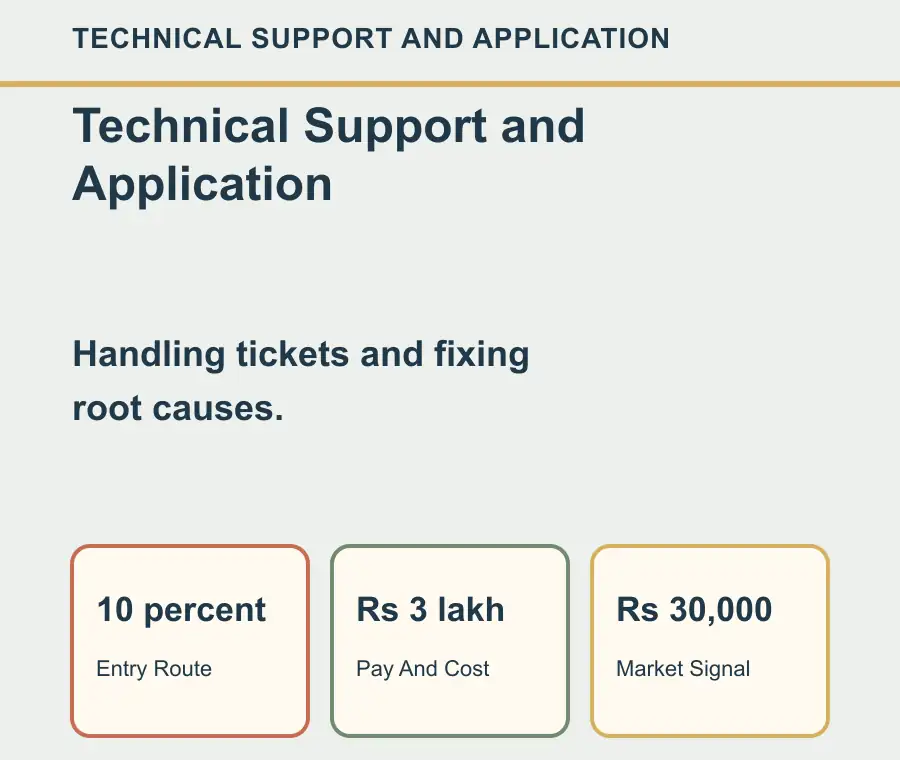 TECHNICAL SUPPORT AND APPLICATION
Technical Support and
Application
Handling tickets and fixing
root causes.
10 percent
Entry Route
Rs 3 lakh
Pay And Cost
Rs 30,000
Market Signal